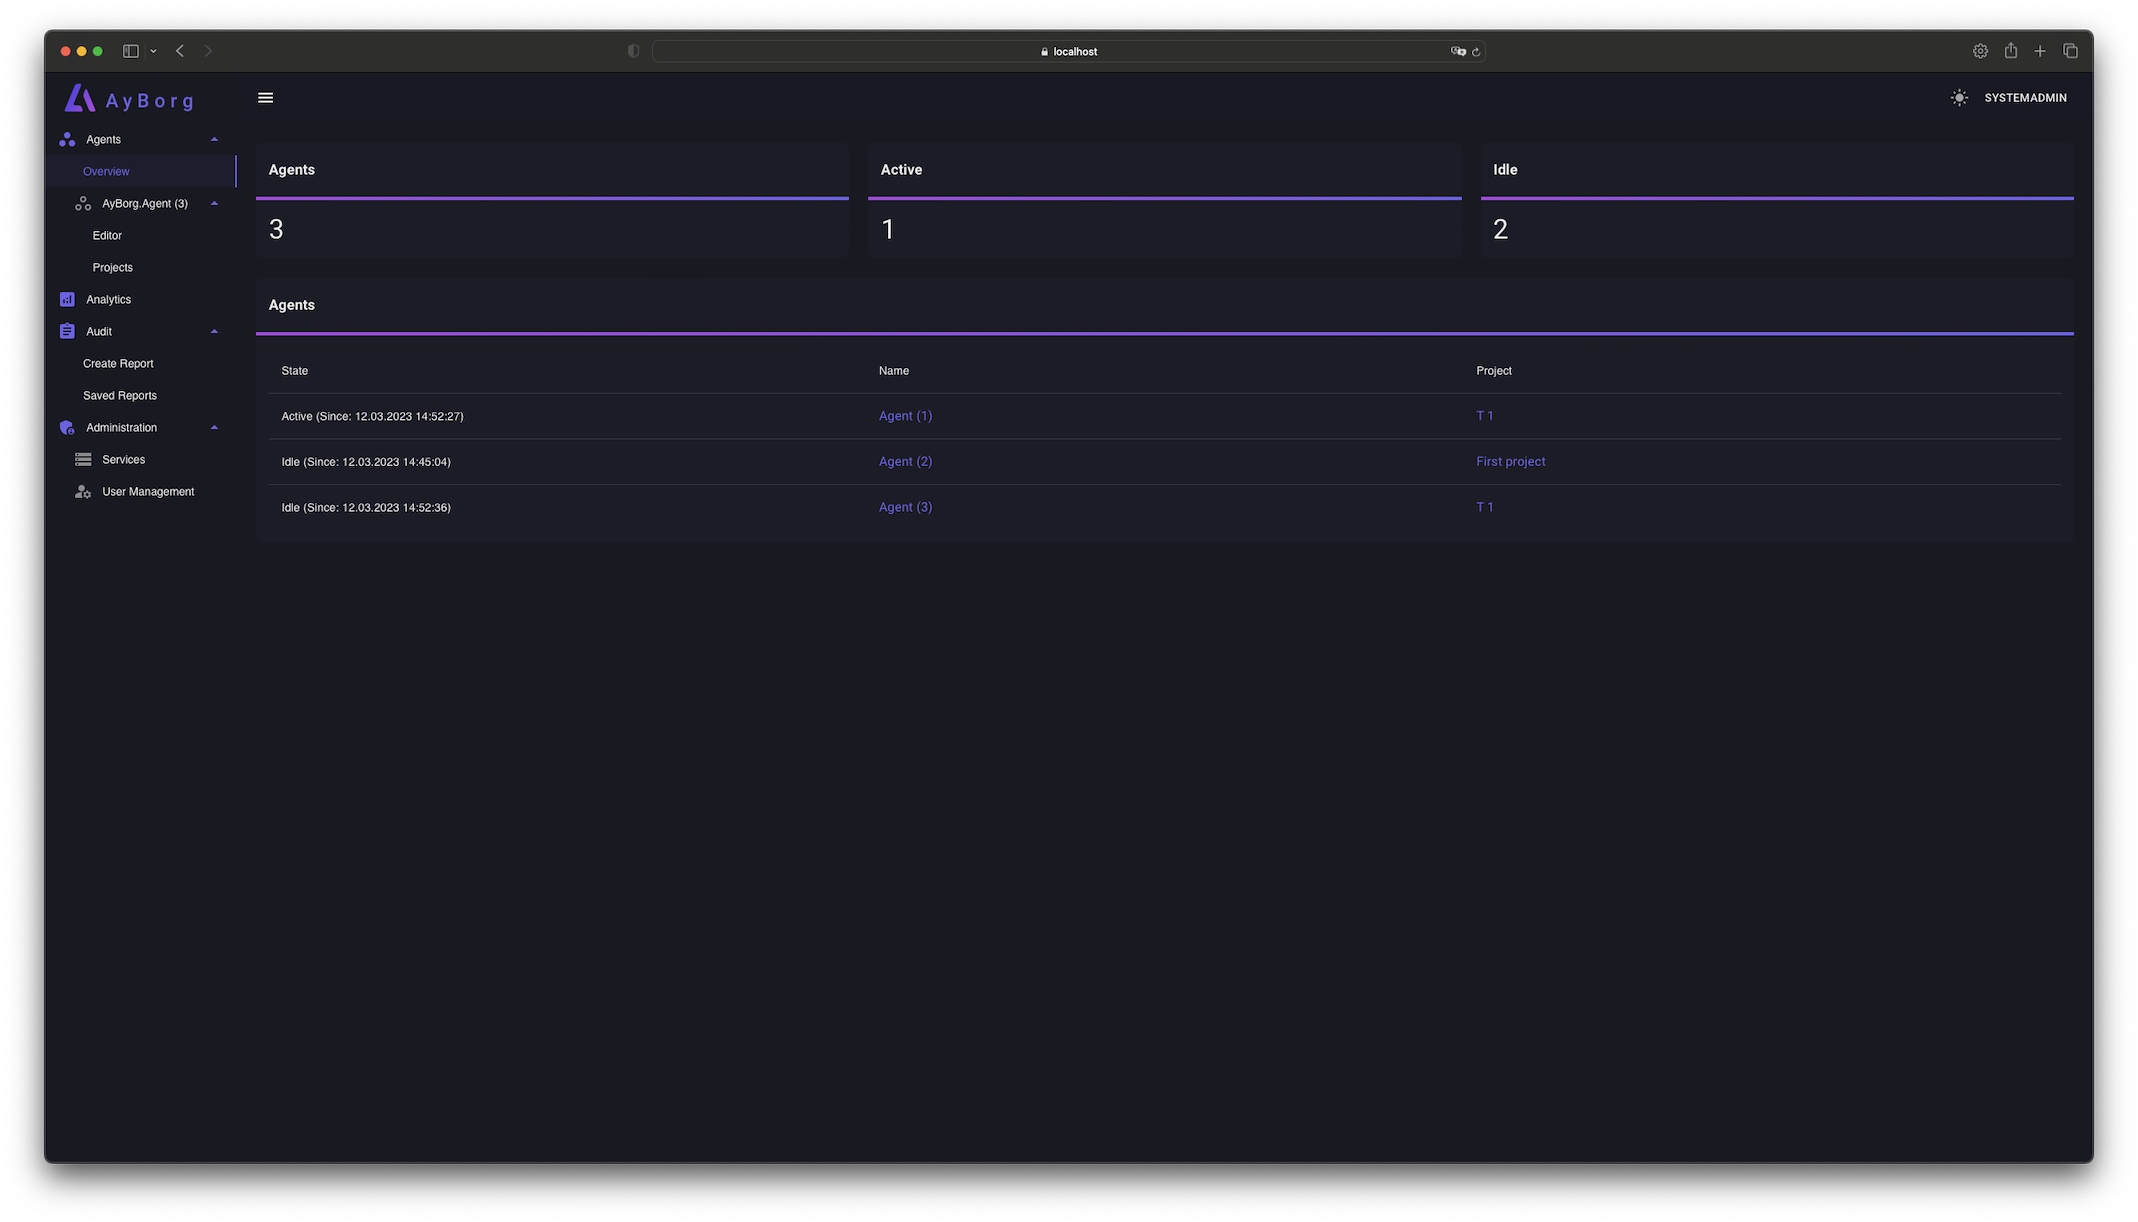 localhost
AyBorg
SYSTEMADMIN
Agents
Overview
AyBorg.Agent (3)
Editor
Projects
Analytics
Audit
Create Report
Saved Reports
Administration
Services
User Management
Agents
3
Active
1
Idle
2
Agents
State Name Project
Active (Since: 12.03.2023 14:52:27) Agent (1) T 1
Idle (Since: 12.03.2023 14:45:04) Agent (2) First project
Idle (Since: 12.03.2023 14:52:36) Agent (3) T 1